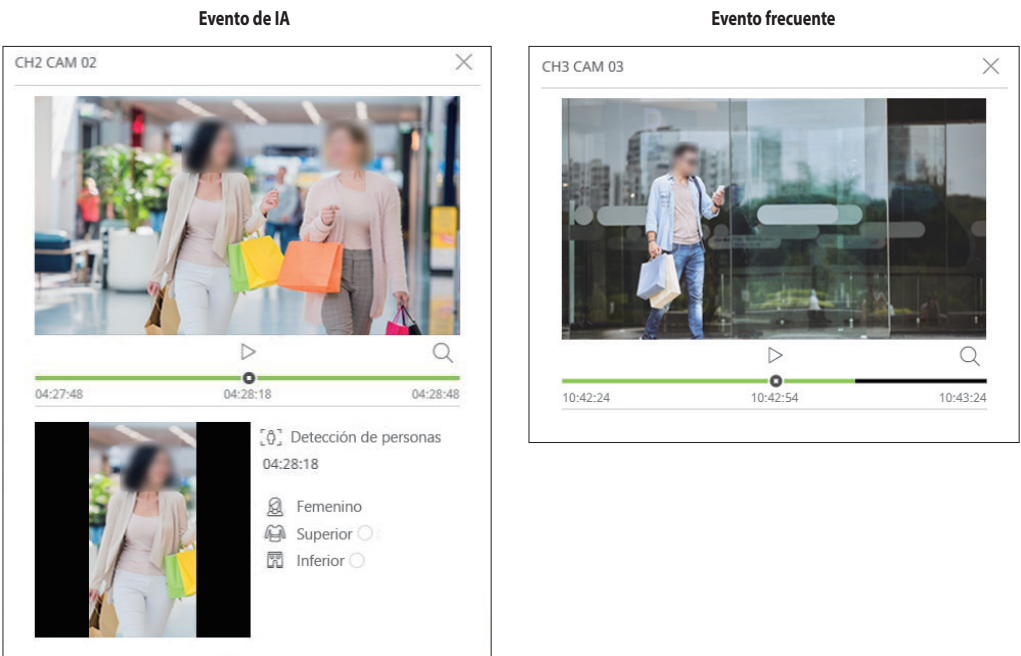 Evento de IA
CH2 CAM 02
04:27:48 04:28:18 04:28:48
Detección de personas
04:28:18
Femenino
Superior
Inferior
Evento frecuente
CH3 CAM 03
10:42:24 10:42:54 10:43:24